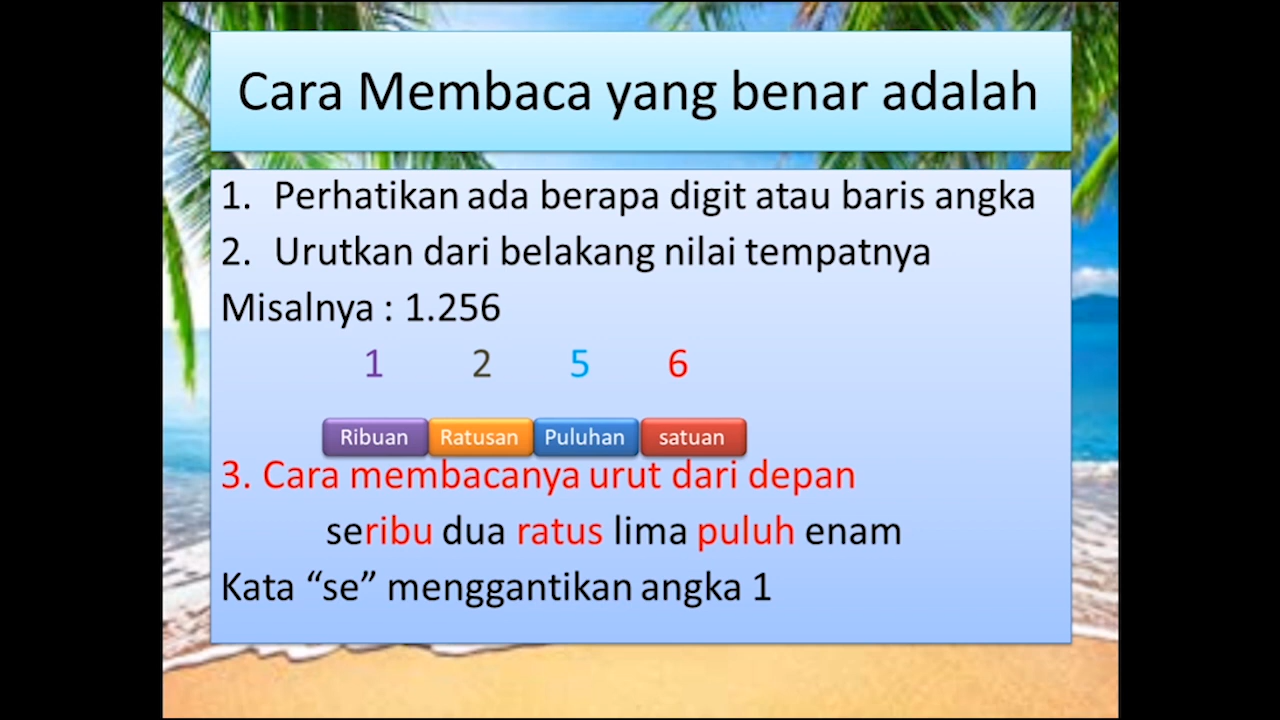 Cara Membaca yang benar adalah
1. Perhatikan ada berapa digit atau baris angka
2. Urutkan dari belakang nilai tempatnya
Misalnya : 1.256
1 2 5 6
Ribuan Ratusan Puluhan satuan
3. Cara membacanya urut dari depan
seribu dua ratus lima puluh enam
Kata “se” menggantikan angka 1